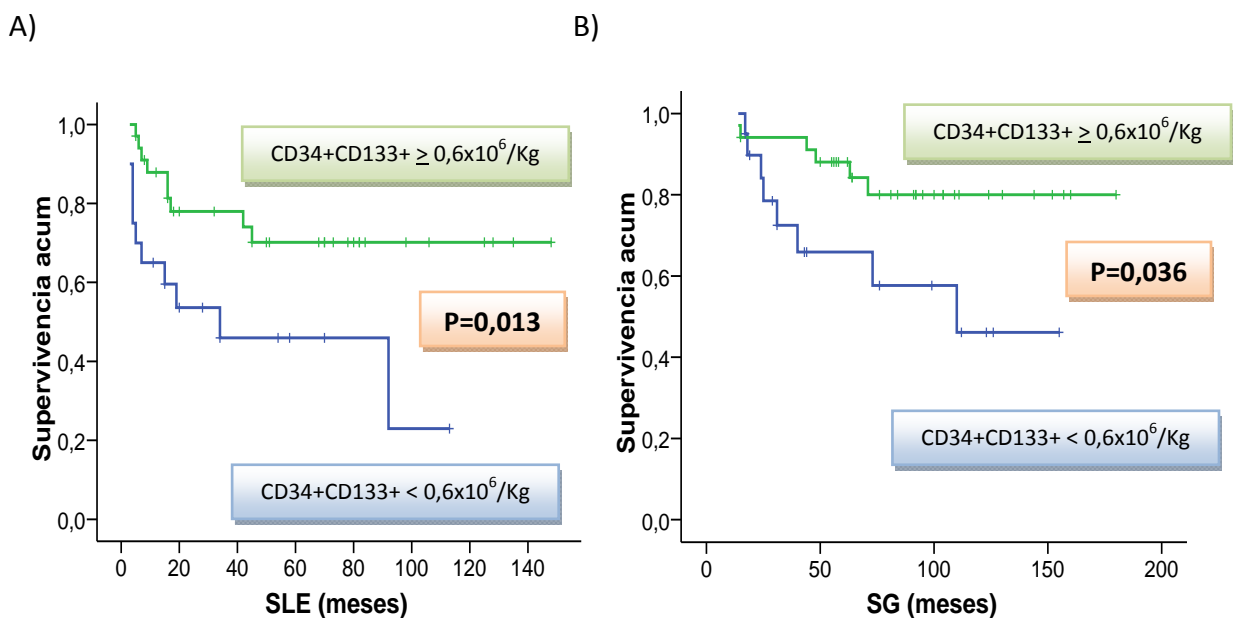 A)
B)
CD34+CD133+ ≥ 0,6x10⁶/Kg
P=0,013
CD34+CD133+ < 0,6x10⁶/Kg
Supervivencia acum
1,0
0,8
0,6
0,4
0,2
0,0
0 20 40 60 80 100 120 140
SLE (meses)
CD34+CD133+ ≥ 0,6x10⁶/Kg
P=0,036
CD34+CD133+ < 0,6x10⁶/Kg
Supervivencia acum
1,0
0,8
0,6
0,4
0,2
0,0
0 50 100 150 200
SG (meses)